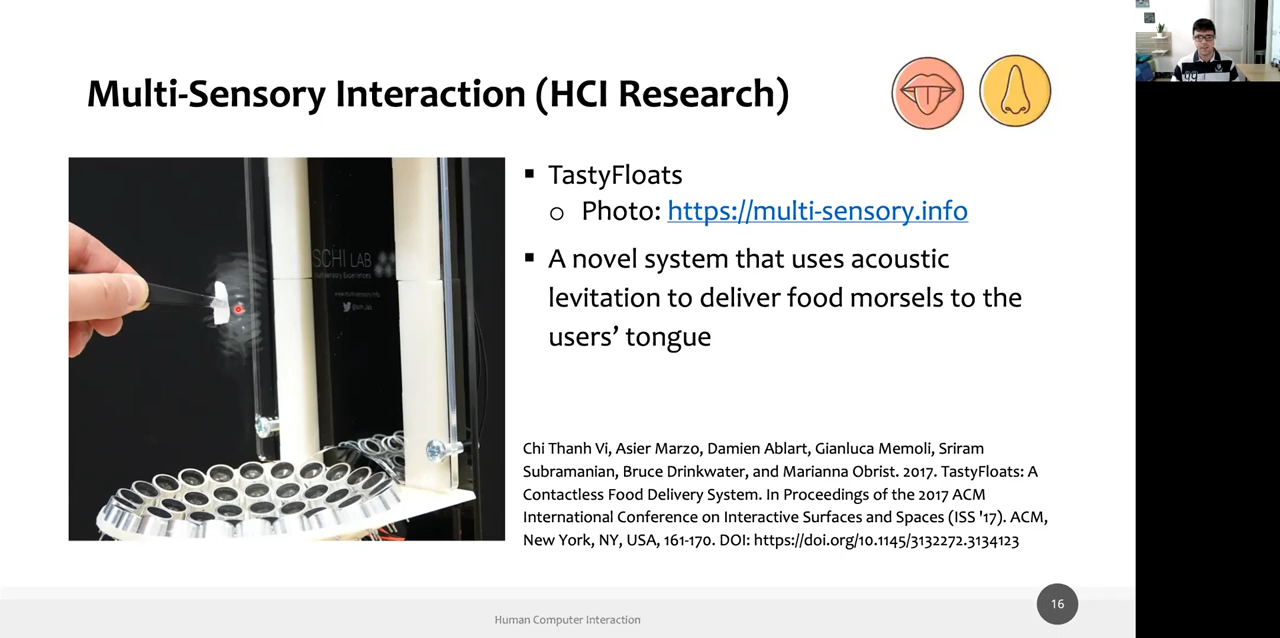 Multi-Sensory Interaction (HCI Research)
▪ TastyFloats
o Photo: https://multi-sensory.info
▪ A novel system that uses acoustic
levitation to deliver food morsels to the
users’ tongue
SCHI LAB
Chi Thanh Vi, Asier Marzo, Damien Ablart, Gianluca Memoli, Sriram
Subramanian, Bruce Drinkwater, and Marianna Obrist. 2017. TastyFloats: A
Contactless Food Delivery System. In Proceedings of the 2017 ACM
International Conference on Interactive Surfaces and Spaces (ISS '17). ACM,
New York, NY, USA, 161-170. DOI: https://doi.org/10.1145/3132272.3134123
Human Computer Interaction
16